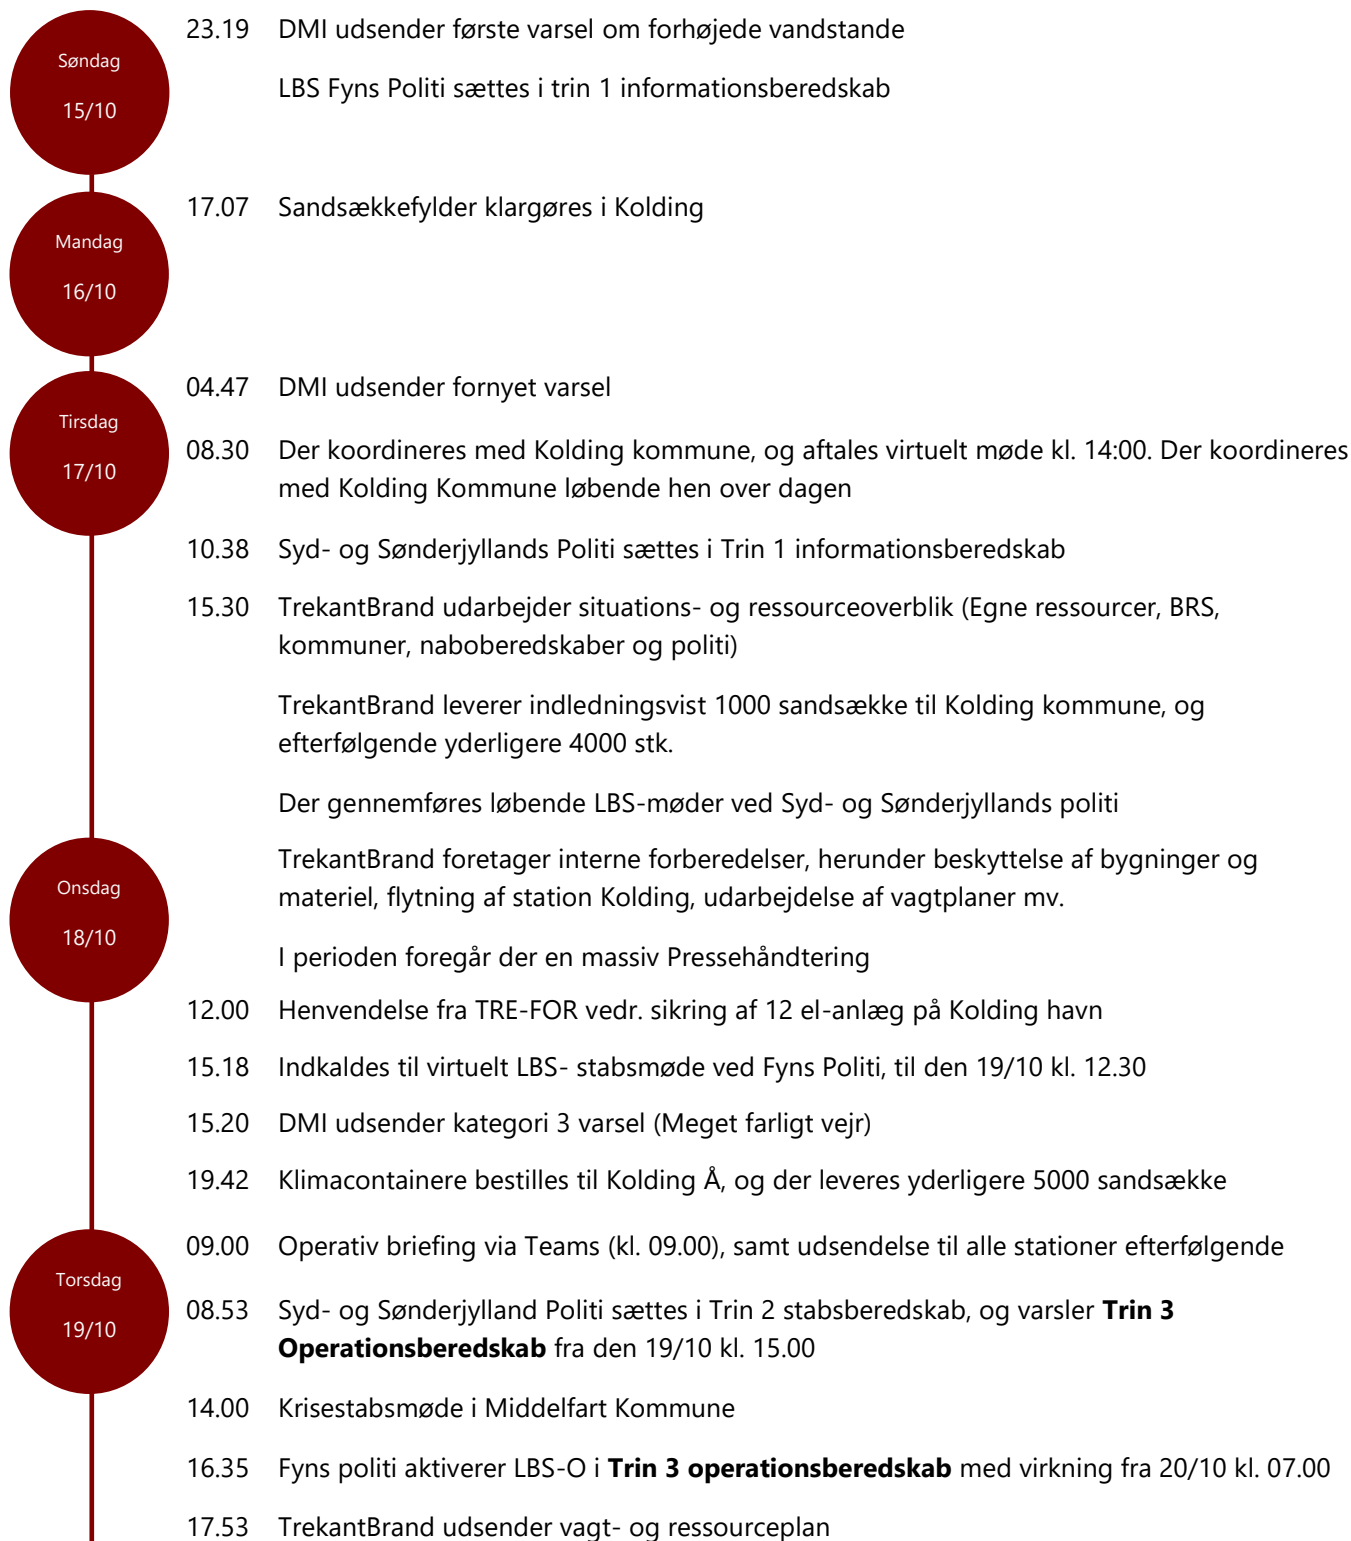 Søndag
15/10
23.19 DMI udsender første varsel om forhøjede vandstande
LBS Fyns Politi sættes i trin 1 informationsberedskab
Mandag
16/10
17.07 Sandsækkefylder klargøres i Kolding
Tirsdag
17/10
04.47 DMI udsender fornyet varsel
08.30 Der koordineres med Kolding kommune, og aftales virtuelt møde kl. 14:00. Der koordineres
med Kolding Kommune løbende hen over dagen
10.38 Syd- og Sønderjyllands Politi sættes i Trin 1 informationsberedskab
15.30 TrekantBrand udarbejder situations- og ressourceoverblik (Egne ressourcer, BRS,
kommuner, naboberedskaber og politi)
TrekantBrand leverer indledningsvist 1000 sandsække til Kolding kommune, og
efterfølgende yderligere 4000 stk.
Der gennemføres løbende LBS-møder ved Syd- og Sønderjyllands politi
Onsdag
18/10
TrekantBrand foretager interne forberedelser, herunder beskyttelse af bygninger og
materiel, flytning af station Kolding, udarbejdelse af vagtplaner mv.
I perioden foregår der en massiv Pressehåndtering
12.00 Henvendelse fra TRE-FOR vedr. sikring af 12 el-anlæg på Kolding havn
15.18 Indkaldes til virtuelt LBS- stabsmøde ved Fyns Politi, til den 19/10 kl. 12.30
15.20 DMI udsender kategori 3 varsel (Meget farligt vejr)
19.42 Klimacontainere bestilles til Kolding Å, og der leveres yderligere 5000 sandsække
Torsdag
19/10
09.00 Operativ briefing via Teams (kl. 09.00), samt udsendelse til alle stationer efterfølgende
08.53 Syd- og Sønderjylland Politi sættes i Trin 2 stabsberedskab, og varsler Trin 3
Operationsberedskab fra den 19/10 kl. 15.00
14.00 Krisestabsmøde i Middelfart Kommune
16.35 Fyns politi aktiverer LBS-O i Trin 3 operationsberedskab med virkning fra 20/10 kl. 07.00
17.53 TrekantBrand udsender vagt- og ressourceplan